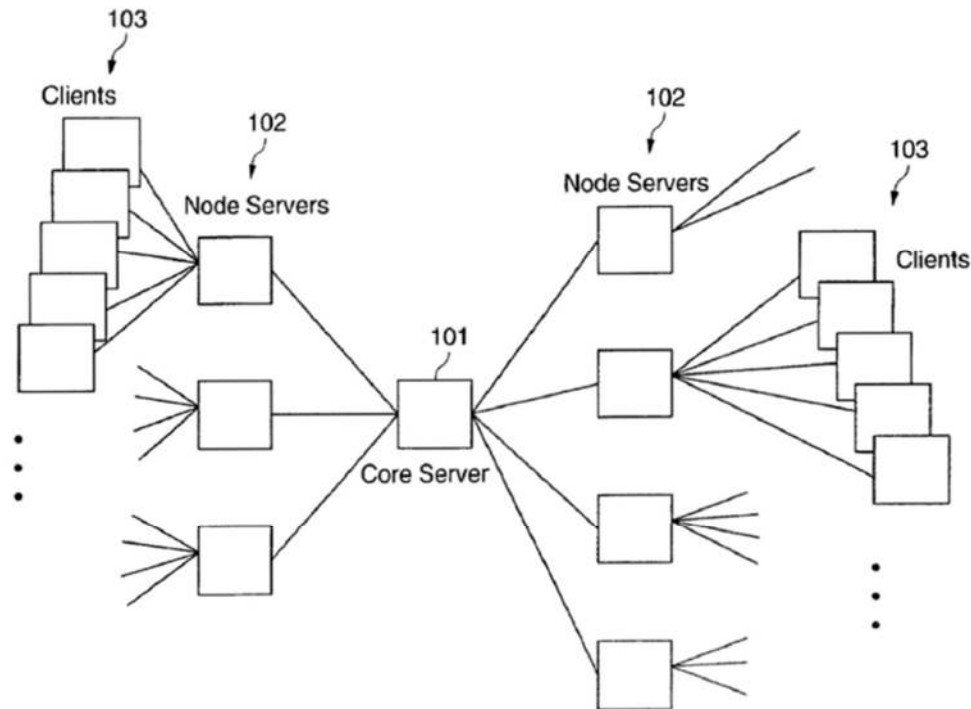 103
Clients
102
Node Servers
102
Node Servers
103
Clients
101
Core Server